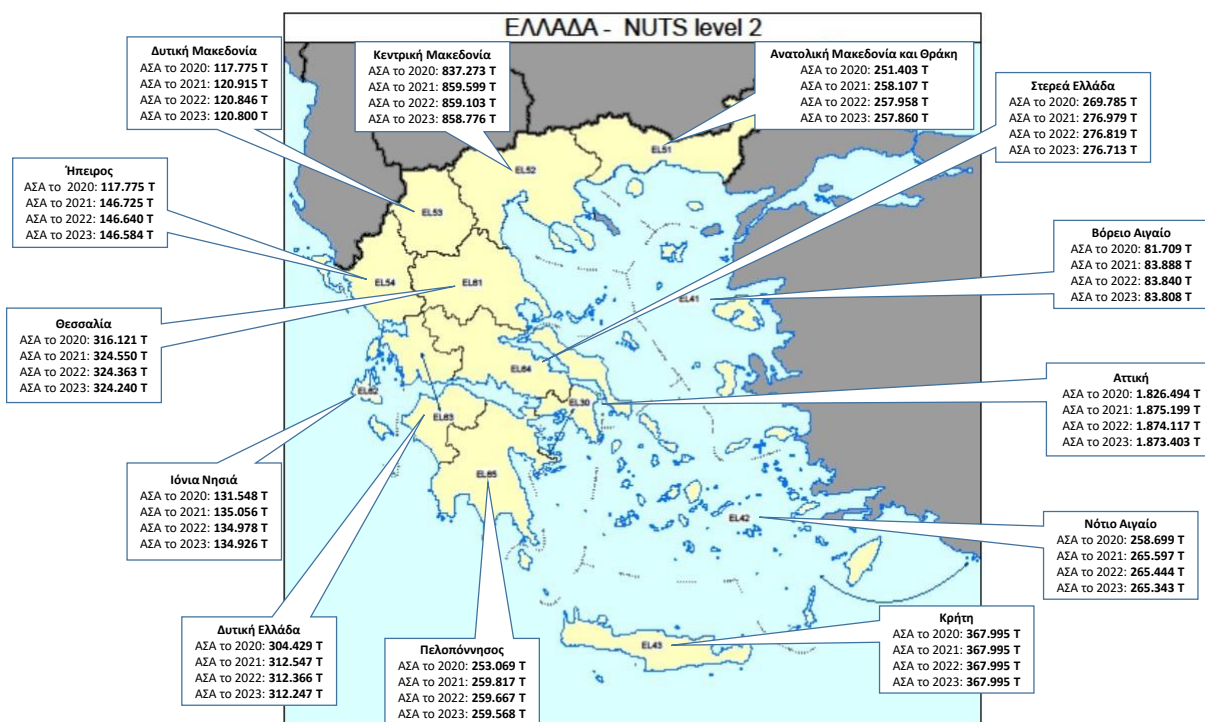 ΕΛΛΑΔΑ - NUTS level 2
Δυτική Μακεδονία
ΑΣΑ το 2020: 117.775 Τ
ΑΣΑ το 2021: 120.915 Τ
ΑΣΑ το 2022: 120.846 Τ
ΑΣΑ το 2023: 120.800 Τ
Κεντρική Μακεδονία
ΑΣΑ το 2020: 837.273 Τ
ΑΣΑ το 2021: 859.599 Τ
ΑΣΑ το 2022: 859.103 Τ
ΑΣΑ το 2023: 858.776 Τ
Ανατολική Μακεδονία και Θράκη
ΑΣΑ το 2020: 251.403 Τ
ΑΣΑ το 2021: 258.107 Τ
ΑΣΑ το 2022: 257.958 Τ
ΑΣΑ το 2023: 257.860 Τ
Στερεά Ελλάδα
ΑΣΑ το 2020: 269.785 Τ
ΑΣΑ το 2021: 276.979 Τ
ΑΣΑ το 2022: 276.819 Τ
ΑΣΑ το 2023: 276.713 Τ
Ήπειρος
ΑΣΑ το 2020: 117.775 Τ
ΑΣΑ το 2021: 146.725 Τ
ΑΣΑ το 2022: 146.640 Τ
ΑΣΑ το 2023: 146.584 Τ
Βόρειο Αιγαίο
ΑΣΑ το 2020: 81.709 Τ
ΑΣΑ το 2021: 83.888 Τ
ΑΣΑ το 2022: 83.840 Τ
ΑΣΑ το 2023: 83.808 Τ
Θεσσαλία
ΑΣΑ το 2020: 316.121 Τ
ΑΣΑ το 2021: 324.550 Τ
ΑΣΑ το 2022: 324.363 Τ
ΑΣΑ το 2023: 324.240 Τ
Αττική
ΑΣΑ το 2020: 1.826.494 Τ
ΑΣΑ το 2021: 1.875.199 Τ
ΑΣΑ το 2022: 1.874.117 Τ
ΑΣΑ το 2023: 1.873.403 Τ
Ιόνια Νησιά
ΑΣΑ το 2020: 131.548 Τ
ΑΣΑ το 2021: 135.056 Τ
ΑΣΑ το 2022: 134.978 Τ
ΑΣΑ το 2023: 134.926 Τ
Νότιο Αιγαίο
ΑΣΑ το 2020: 258.699 Τ
ΑΣΑ το 2021: 265.597 Τ
ΑΣΑ το 2022: 265.444 Τ
ΑΣΑ το 2023: 265.343 Τ
Δυτική Ελλάδα
ΑΣΑ το 2020: 304.429 Τ
ΑΣΑ το 2021: 312.547 Τ
ΑΣΑ το 2022: 312.366 Τ
ΑΣΑ το 2023: 312.247 Τ
Πελοπόννησος
ΑΣΑ το 2020: 253.069 Τ
ΑΣΑ το 2021: 259.817 Τ
ΑΣΑ το 2022: 259.667 Τ
ΑΣΑ το 2023: 259.568 Τ
Κρήτη
ΑΣΑ το 2020: 367.995 Τ
ΑΣΑ το 2021: 367.995 Τ
ΑΣΑ το 2022: 367.995 Τ
ΑΣΑ το 2023: 367.995 Τ
EL51
EL52
EL53
EL54
EL61
EL41
EL64
EL62
EL30
EL63
EL65
EL42
EL43